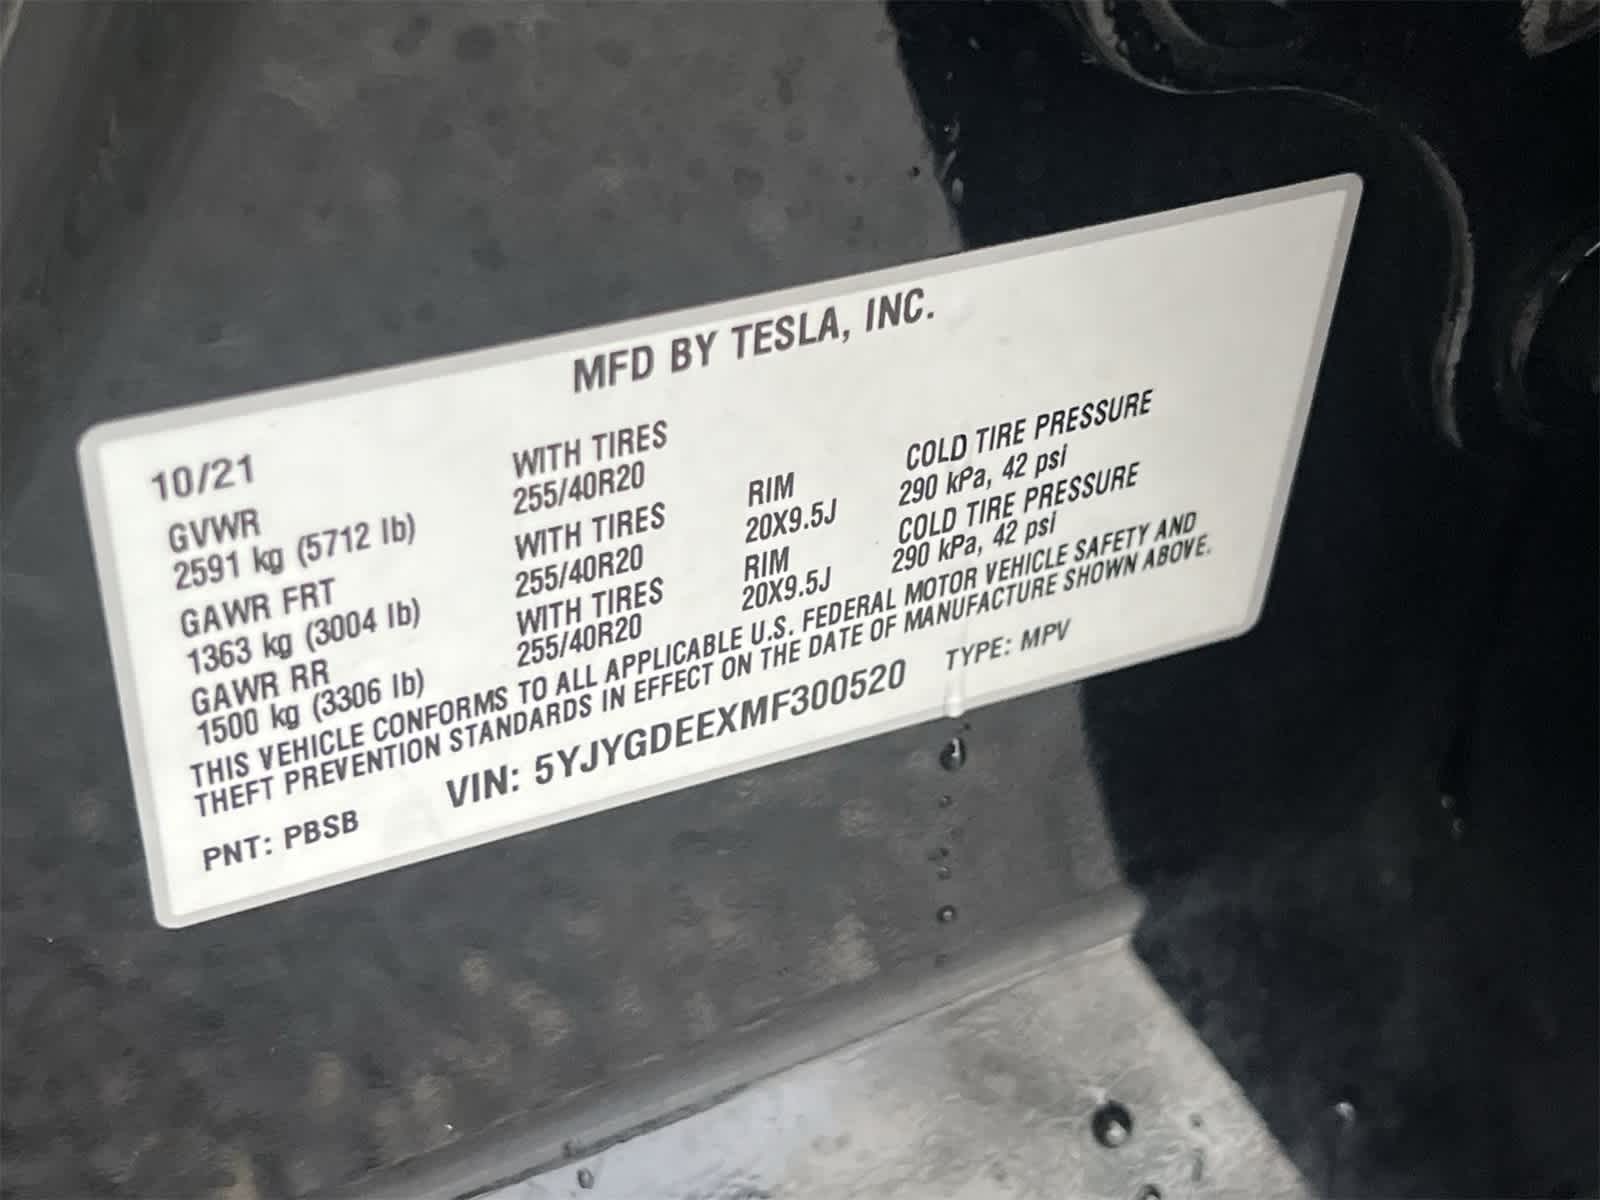 MFD BY TESLA, INC.
10/21
GVWR WITH TIRES
2591 kg (5712 lb) 255/40R20
GAWR FRT WITH TIRES RIM COLD TIRE PRESSURE
1363 kg (3004 lb) 255/40R20 20X9.5J 290 kPa, 42 psi
GAWR RR WITH TIRES RIM COLD TIRE PRESSURE
1500 kg (3306 lb) 255/40R20 20X9.5J 290 kPa, 42 psi
THIS VEHICLE CONFORMS TO ALL APPLICABLE U.S. FEDERAL MOTOR VEHICLE SAFETY AND
THEFT PREVENTION STANDARDS IN EFFECT ON THE DATE OF MANUFACTURE SHOWN ABOVE.
VIN: 5YJYGDEEXMF300520 TYPE: MPV
PNT: PBSB